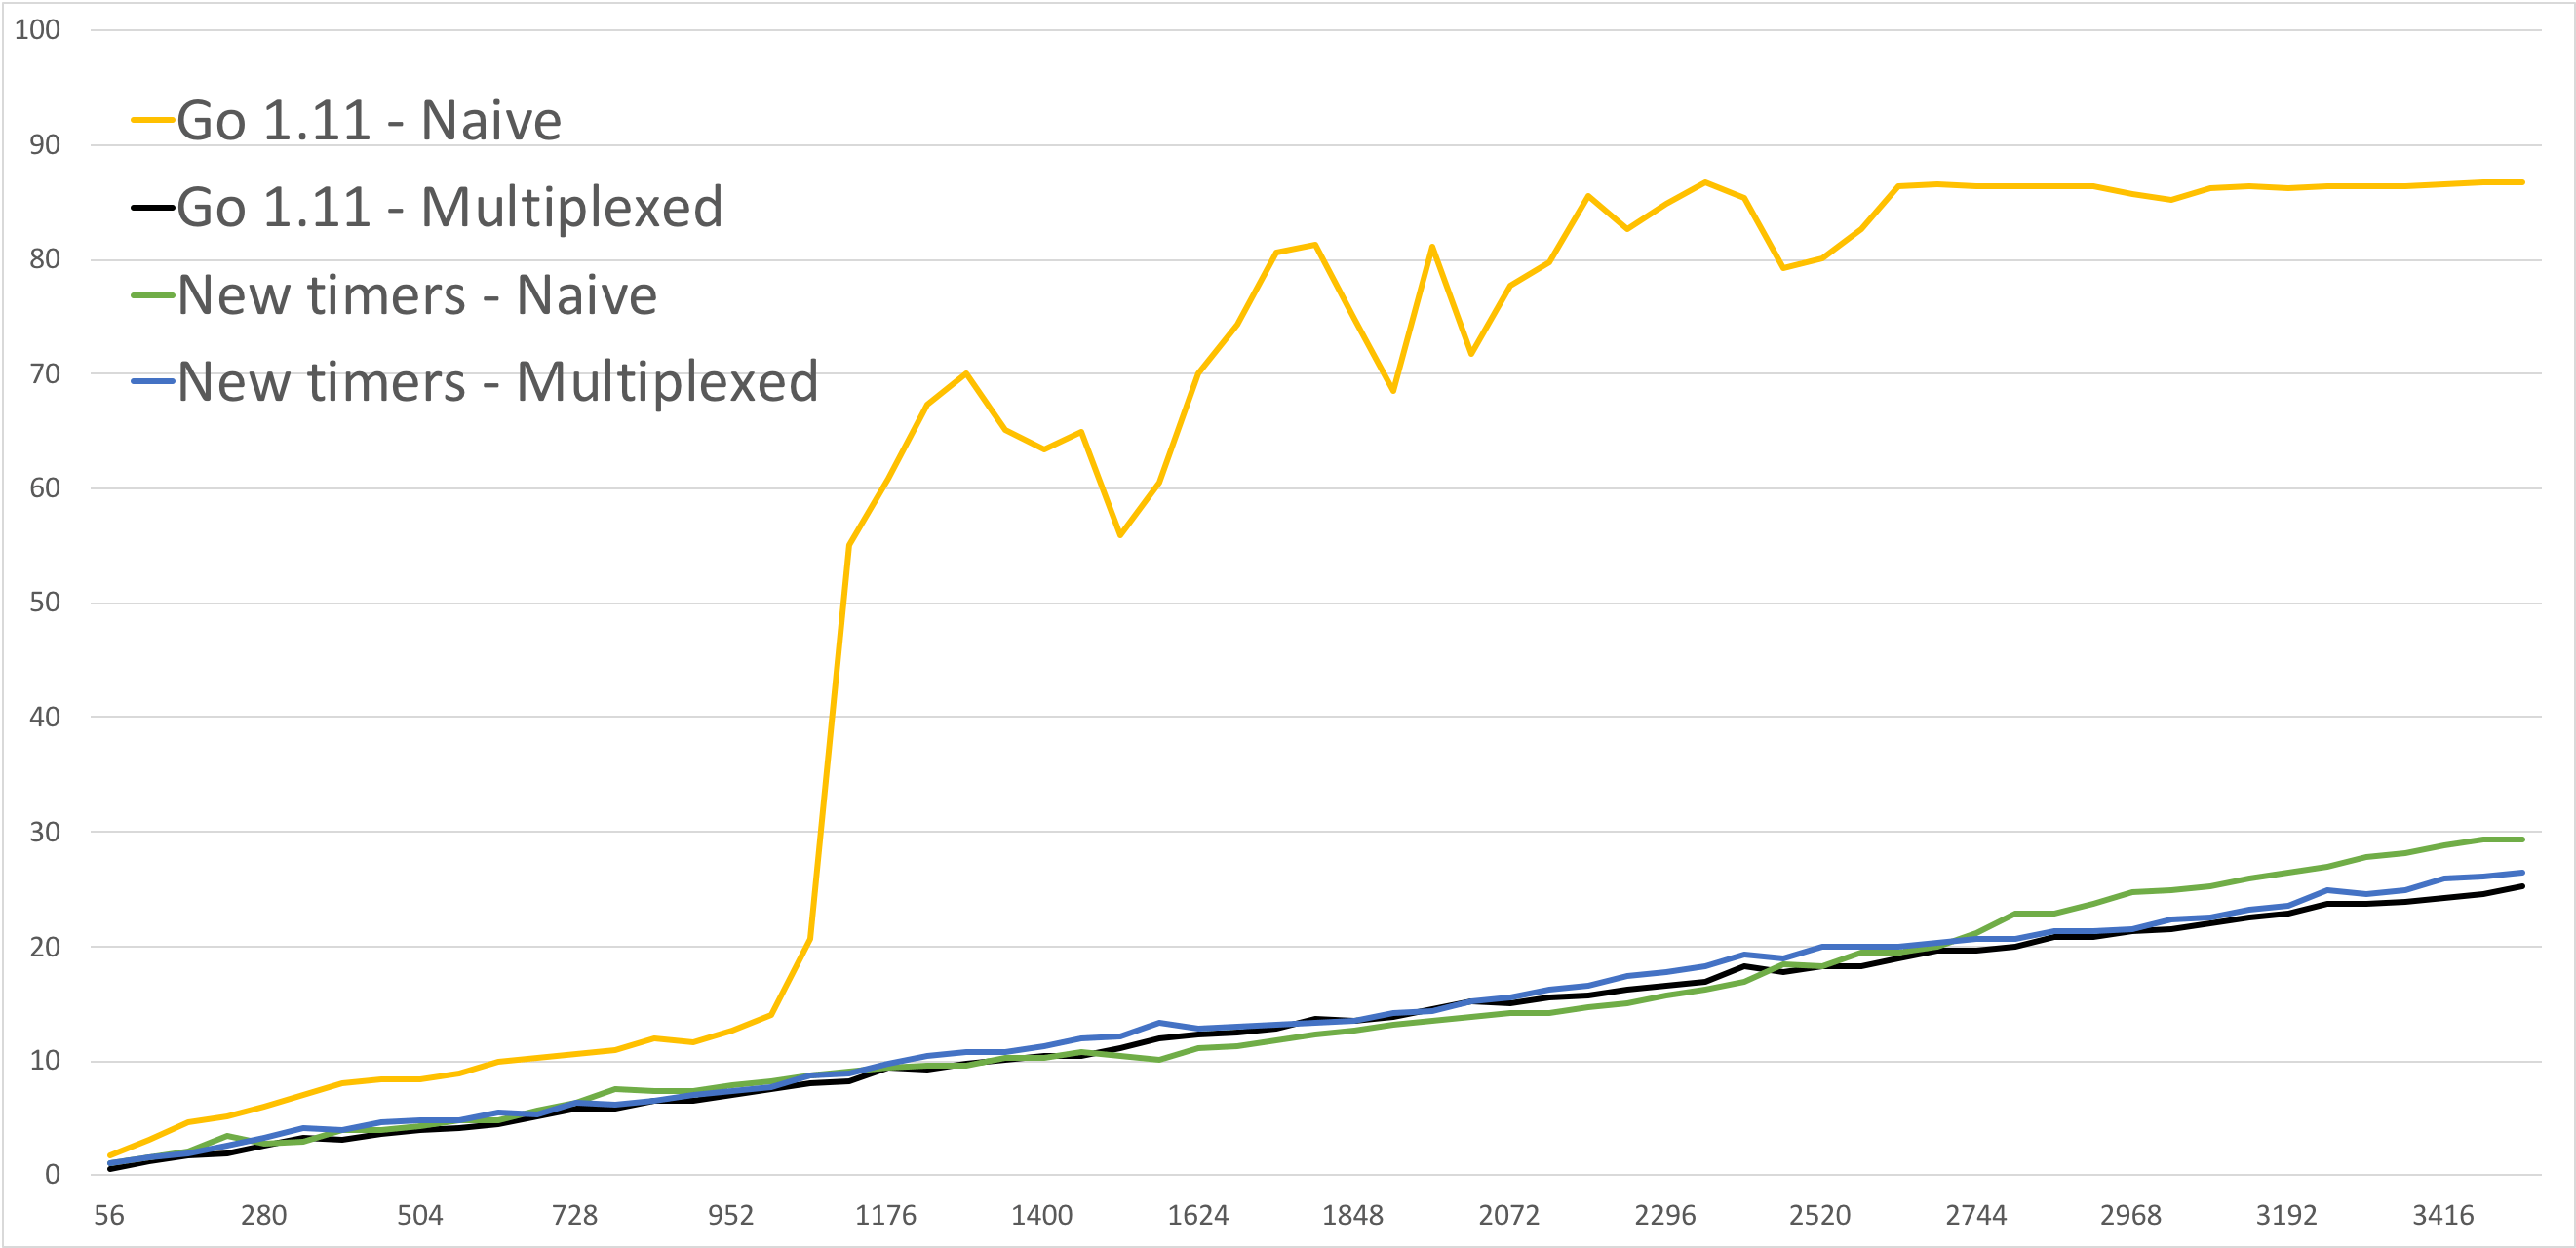 100
Go 1.11 - Naive
90
Go 1.11 - Multiplexed
80
New timers - Naive
70
New timers - Multiplexed
60
50
40
30
20
10
0
56 280 504 728 952 1176 1400 1624 1848 2072 2296 2520 2744 2968 3192 3416